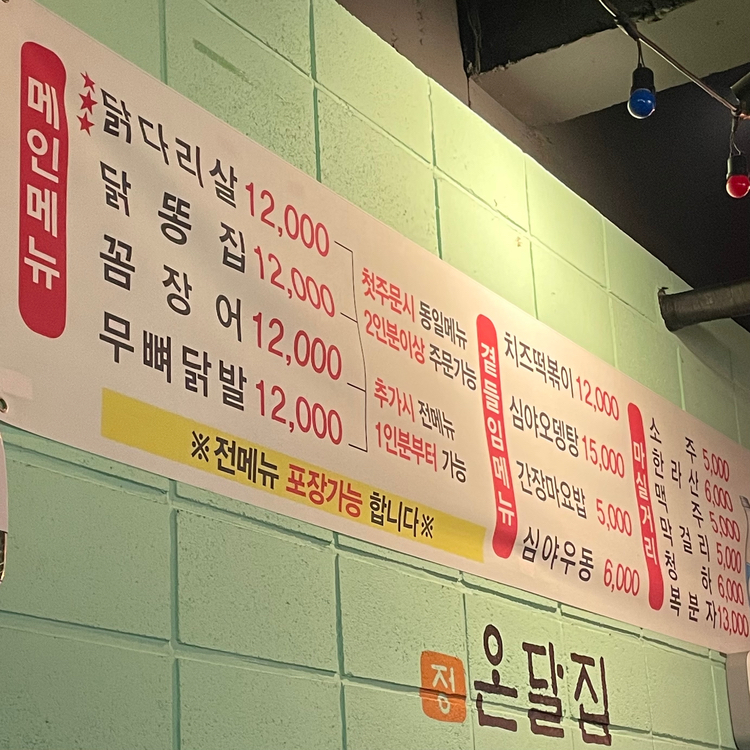 메인메뉴
닭다리살 12,000
닭똥집 12,000
꼼장어 12,000
무뼈닭발 12,000
첫주문시 동일메뉴
2인분이상 주문가능
추가시 전메뉴
1인분부터 가능
※전메뉴 포장가능 합니다※
곁들임메뉴
치즈떡볶이 12,000
심야오뎅탕 15,000
간장마요밥 5,000
심야우동 6,000
마실거리
소주 5,000
한라산 6,000
맥주 5,000
막걸리 5,000
청하 6,000
복분자 13,000
정 온달집